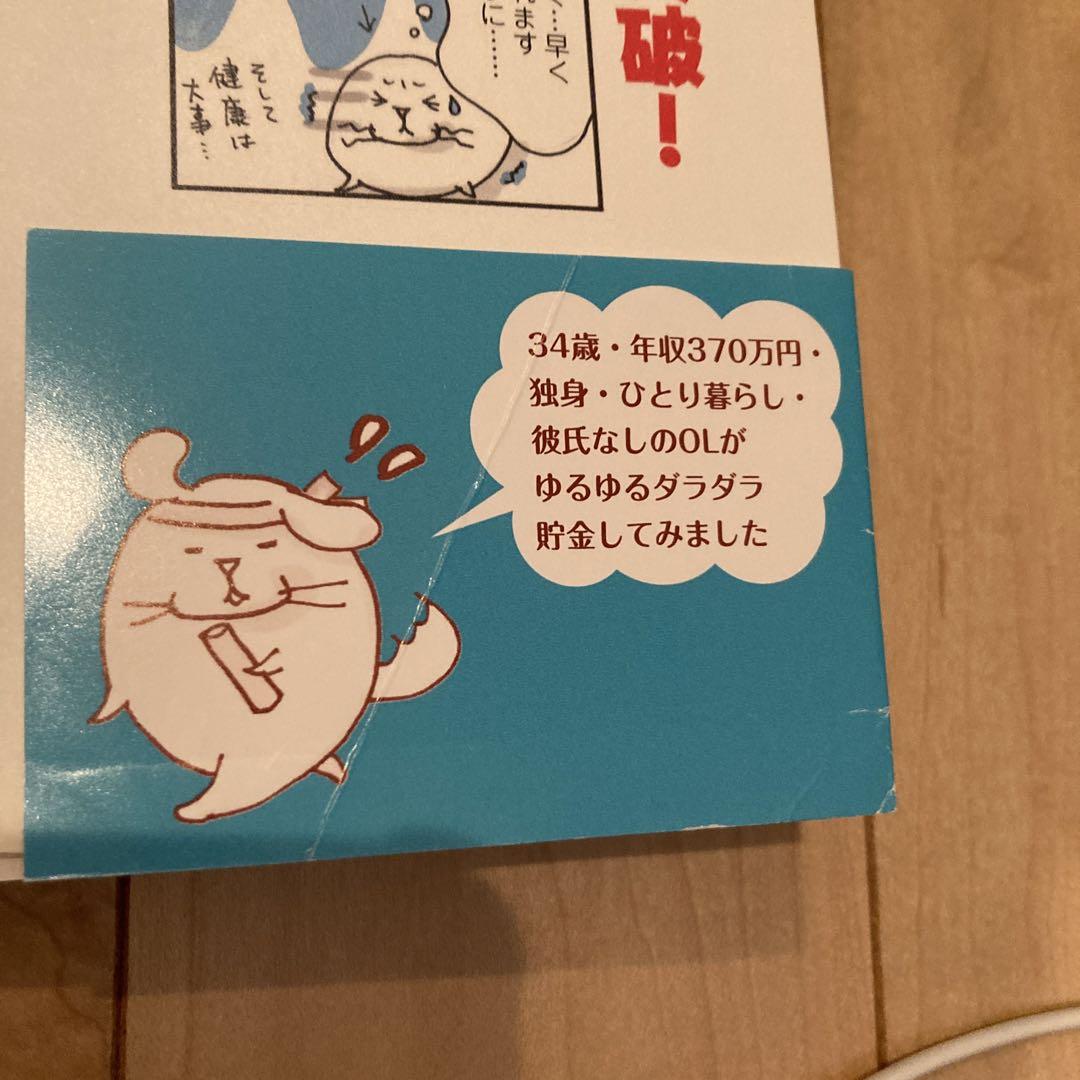 破！
…早く
ます
に……
そして
健康は
大事…
34歳・年収370万円・
独身・ひとり暮らし・
彼氏なしのOLが
ゆるゆるダラダラ
貯金してみました